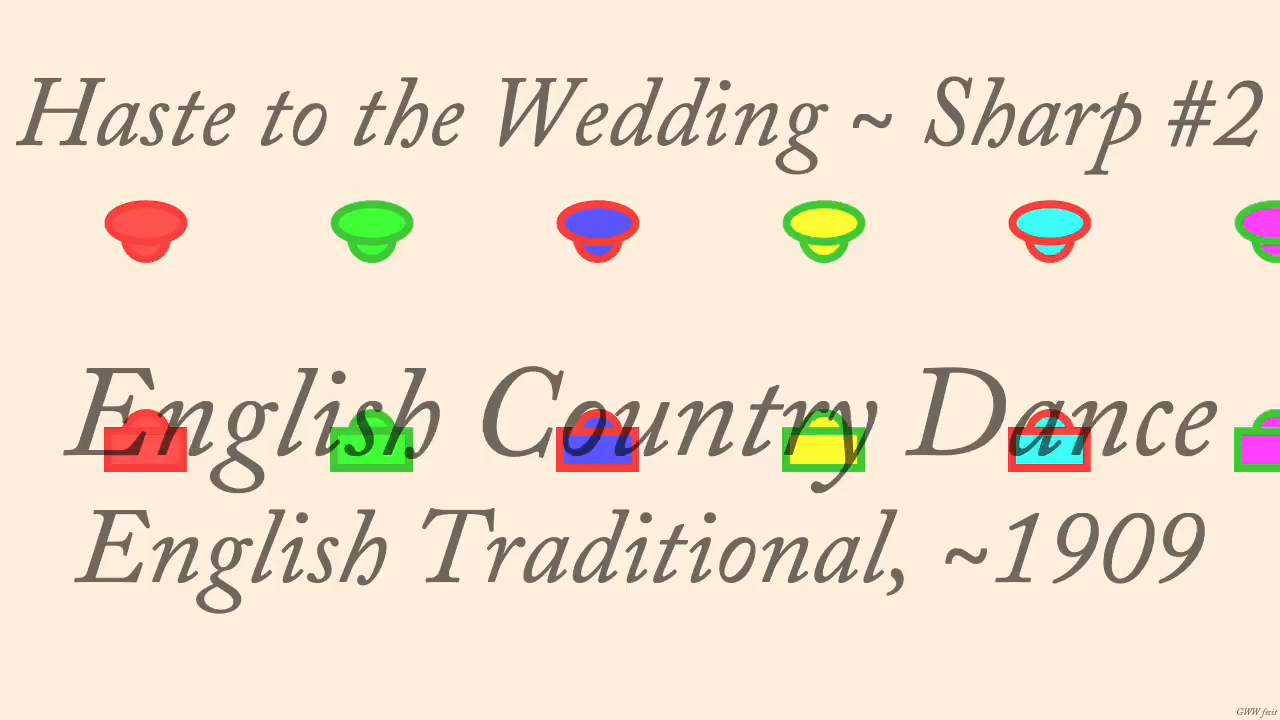 Haste to the Wedding ~ Sharp #2
English Country Dance
English Traditional, ~1909
GWW fecit